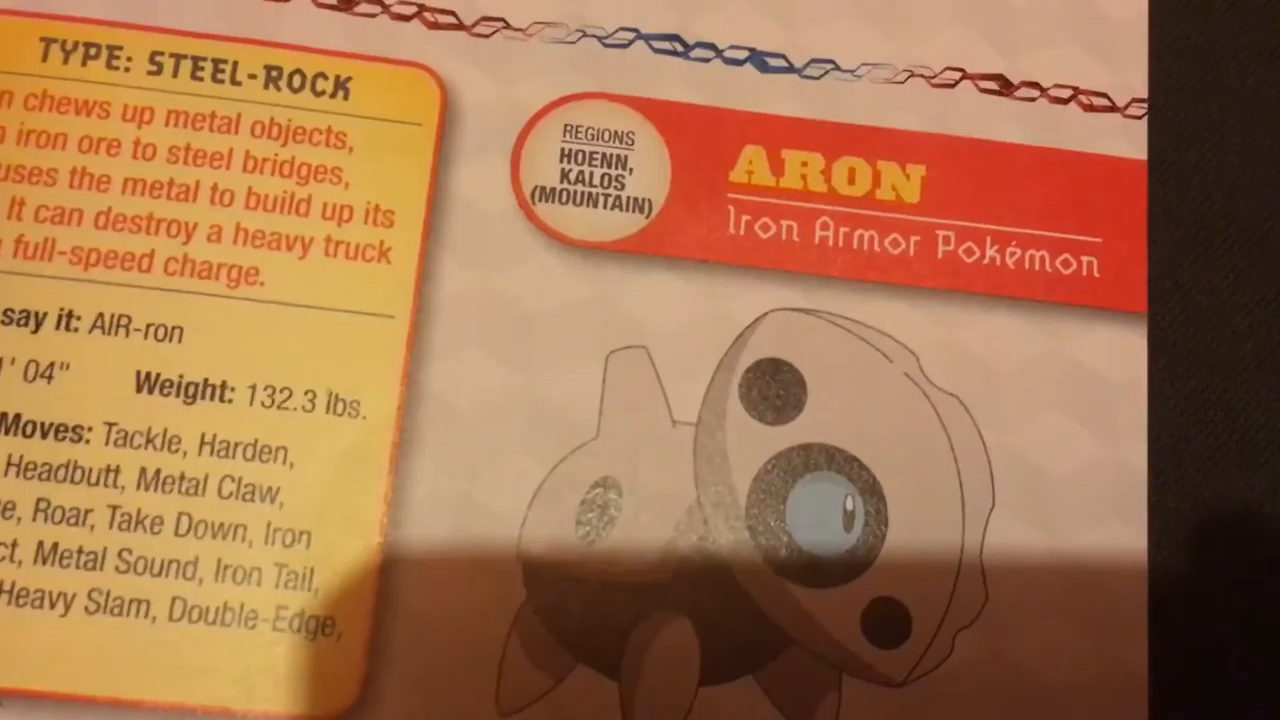 TYPE: STEEL-ROCK
chews up metal objects,
iron ore to steel bridges,
uses the metal to build up its
It can destroy a heavy truck
full-speed charge.
say it: AIR-ron
1' 04" Weight: 132.3 lbs.
Moves: Tackle, Harden,
Headbutt, Metal Claw,
Roar, Take Down, Iron
Metal Sound, Iron Tail,
Heavy Slam, Double-Edge,
REGIONS
HOENN,
KALOS
(MOUNTAIN)
ARON
Iron Armor Pokémon